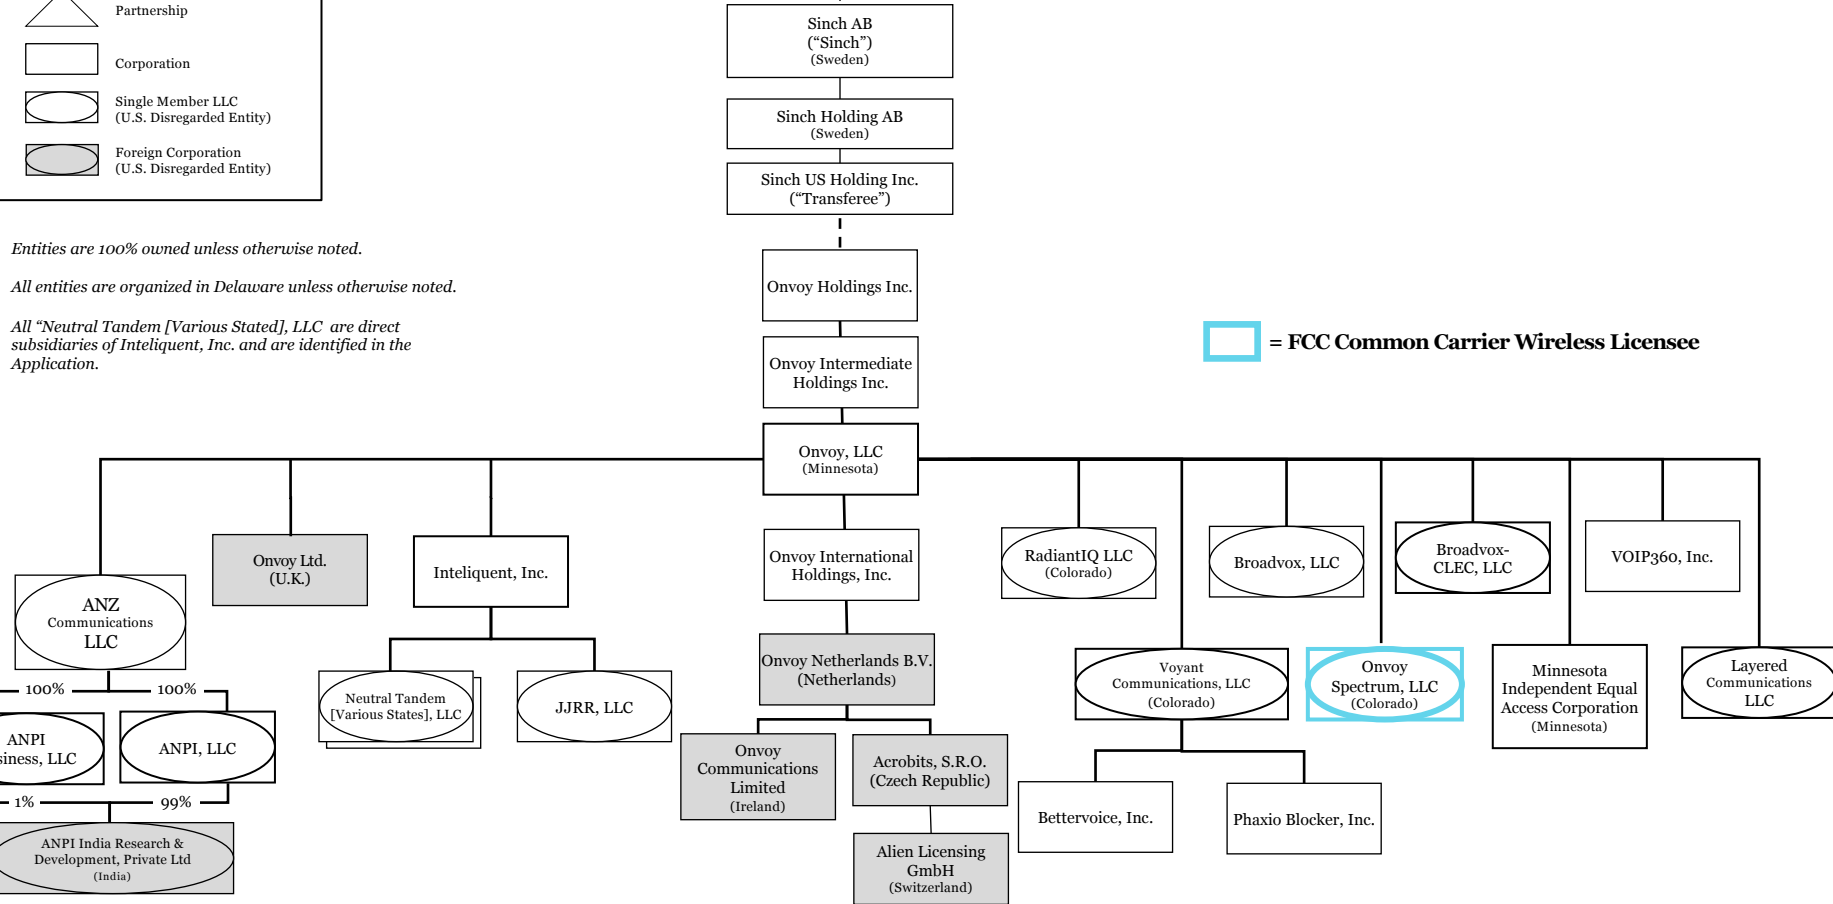 Partnership
Corporation
Single Member LLC
(U.S. Disregarded Entity)
Foreign Corporation
(U.S. Disregarded Entity)
Entities are 100% owned unless otherwise noted.
All entities are organized in Delaware unless otherwise noted.
All “Neutral Tandem [Various Stated], LLC are direct
subsidiaries of Inteliquent, Inc. and are identified in the
Application.
Sinch AB
(“Sinch”)
(Sweden)
Sinch Holding AB
(Sweden)
Sinch US Holding Inc.
(“Transferee”)
Onvoy Holdings Inc.
Onvoy Intermediate
Holdings Inc.
= FCC Common Carrier Wireless Licensee
Onvoy, LLC
(Minnesota)
ANZ
Communications
LLC
Onvoy Ltd.
(U.K.)
Inteliquent, Inc.
Onvoy International
Holdings, Inc.
RadiantIQ LLC
(Colorado)
Broadvox, LLC
Broadvox-
CLEC, LLC
VOIP360, Inc.
100%
100%
ANPI
LLC
ANPI, LLC
1%
99%
ANPI India Research &
Development, Private Ltd
(India)
Neutral Tandem
[Various States], LLC
JJRR, LLC
Onvoy Netherlands B.V.
(Netherlands)
Onvoy
Communications
Limited
(Ireland)
Acrobits, S.R.O.
(Czech Republic)
Alien Licensing
GmbH
(Switzerland)
Voyant
Communications, LLC
(Colorado)
Onvoy
Spectrum, LLC
(Colorado)
Minnesota
Independent Equal
Access Corporation
(Minnesota)
Layered
Communications
LLC
Bettervoice, Inc.
Phaxio Blocker, Inc.